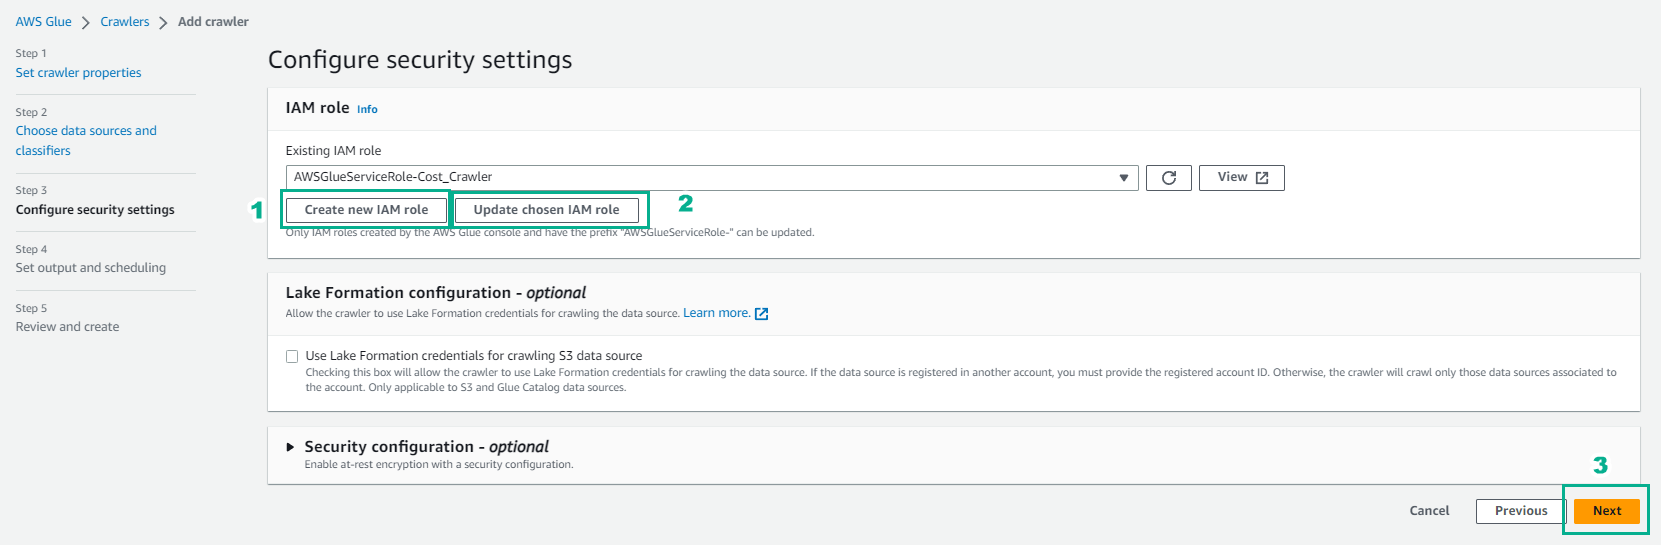 AWS Glue > Crawlers > Add crawler
Step 1
Set crawler properties
Step 2
Choose data sources and
classifiers
Step 3
Configure security settings
Step 4
Set output and scheduling
Step 5
Review and create
Configure security settings
IAM role Info
Existing IAM role
AWSGlueServiceRole-Cost_Crawler
View
1 Create new IAM role Update chosen IAM role 2
Only IAM roles created by the AWS Glue console and have the prefix "AWSGlueServiceRole-" can be updated.
Lake Formation configuration - optional
Allow the crawler to use Lake Formation credentials for crawling the data source. Learn more.
Use Lake Formation credentials for crawling S3 data source
Checking this box will allow the crawler to use Lake Formation credentials for crawling the data source. If the data source is registered in another account, you must provide the registered account ID. Otherwise, the crawler will crawl only those data sources associated to
the account. Only applicable to S3 and Glue Catalog data sources.
Security configuration - optional
Enable at-rest encryption with a security configuration.
3
Cancel Previous Next